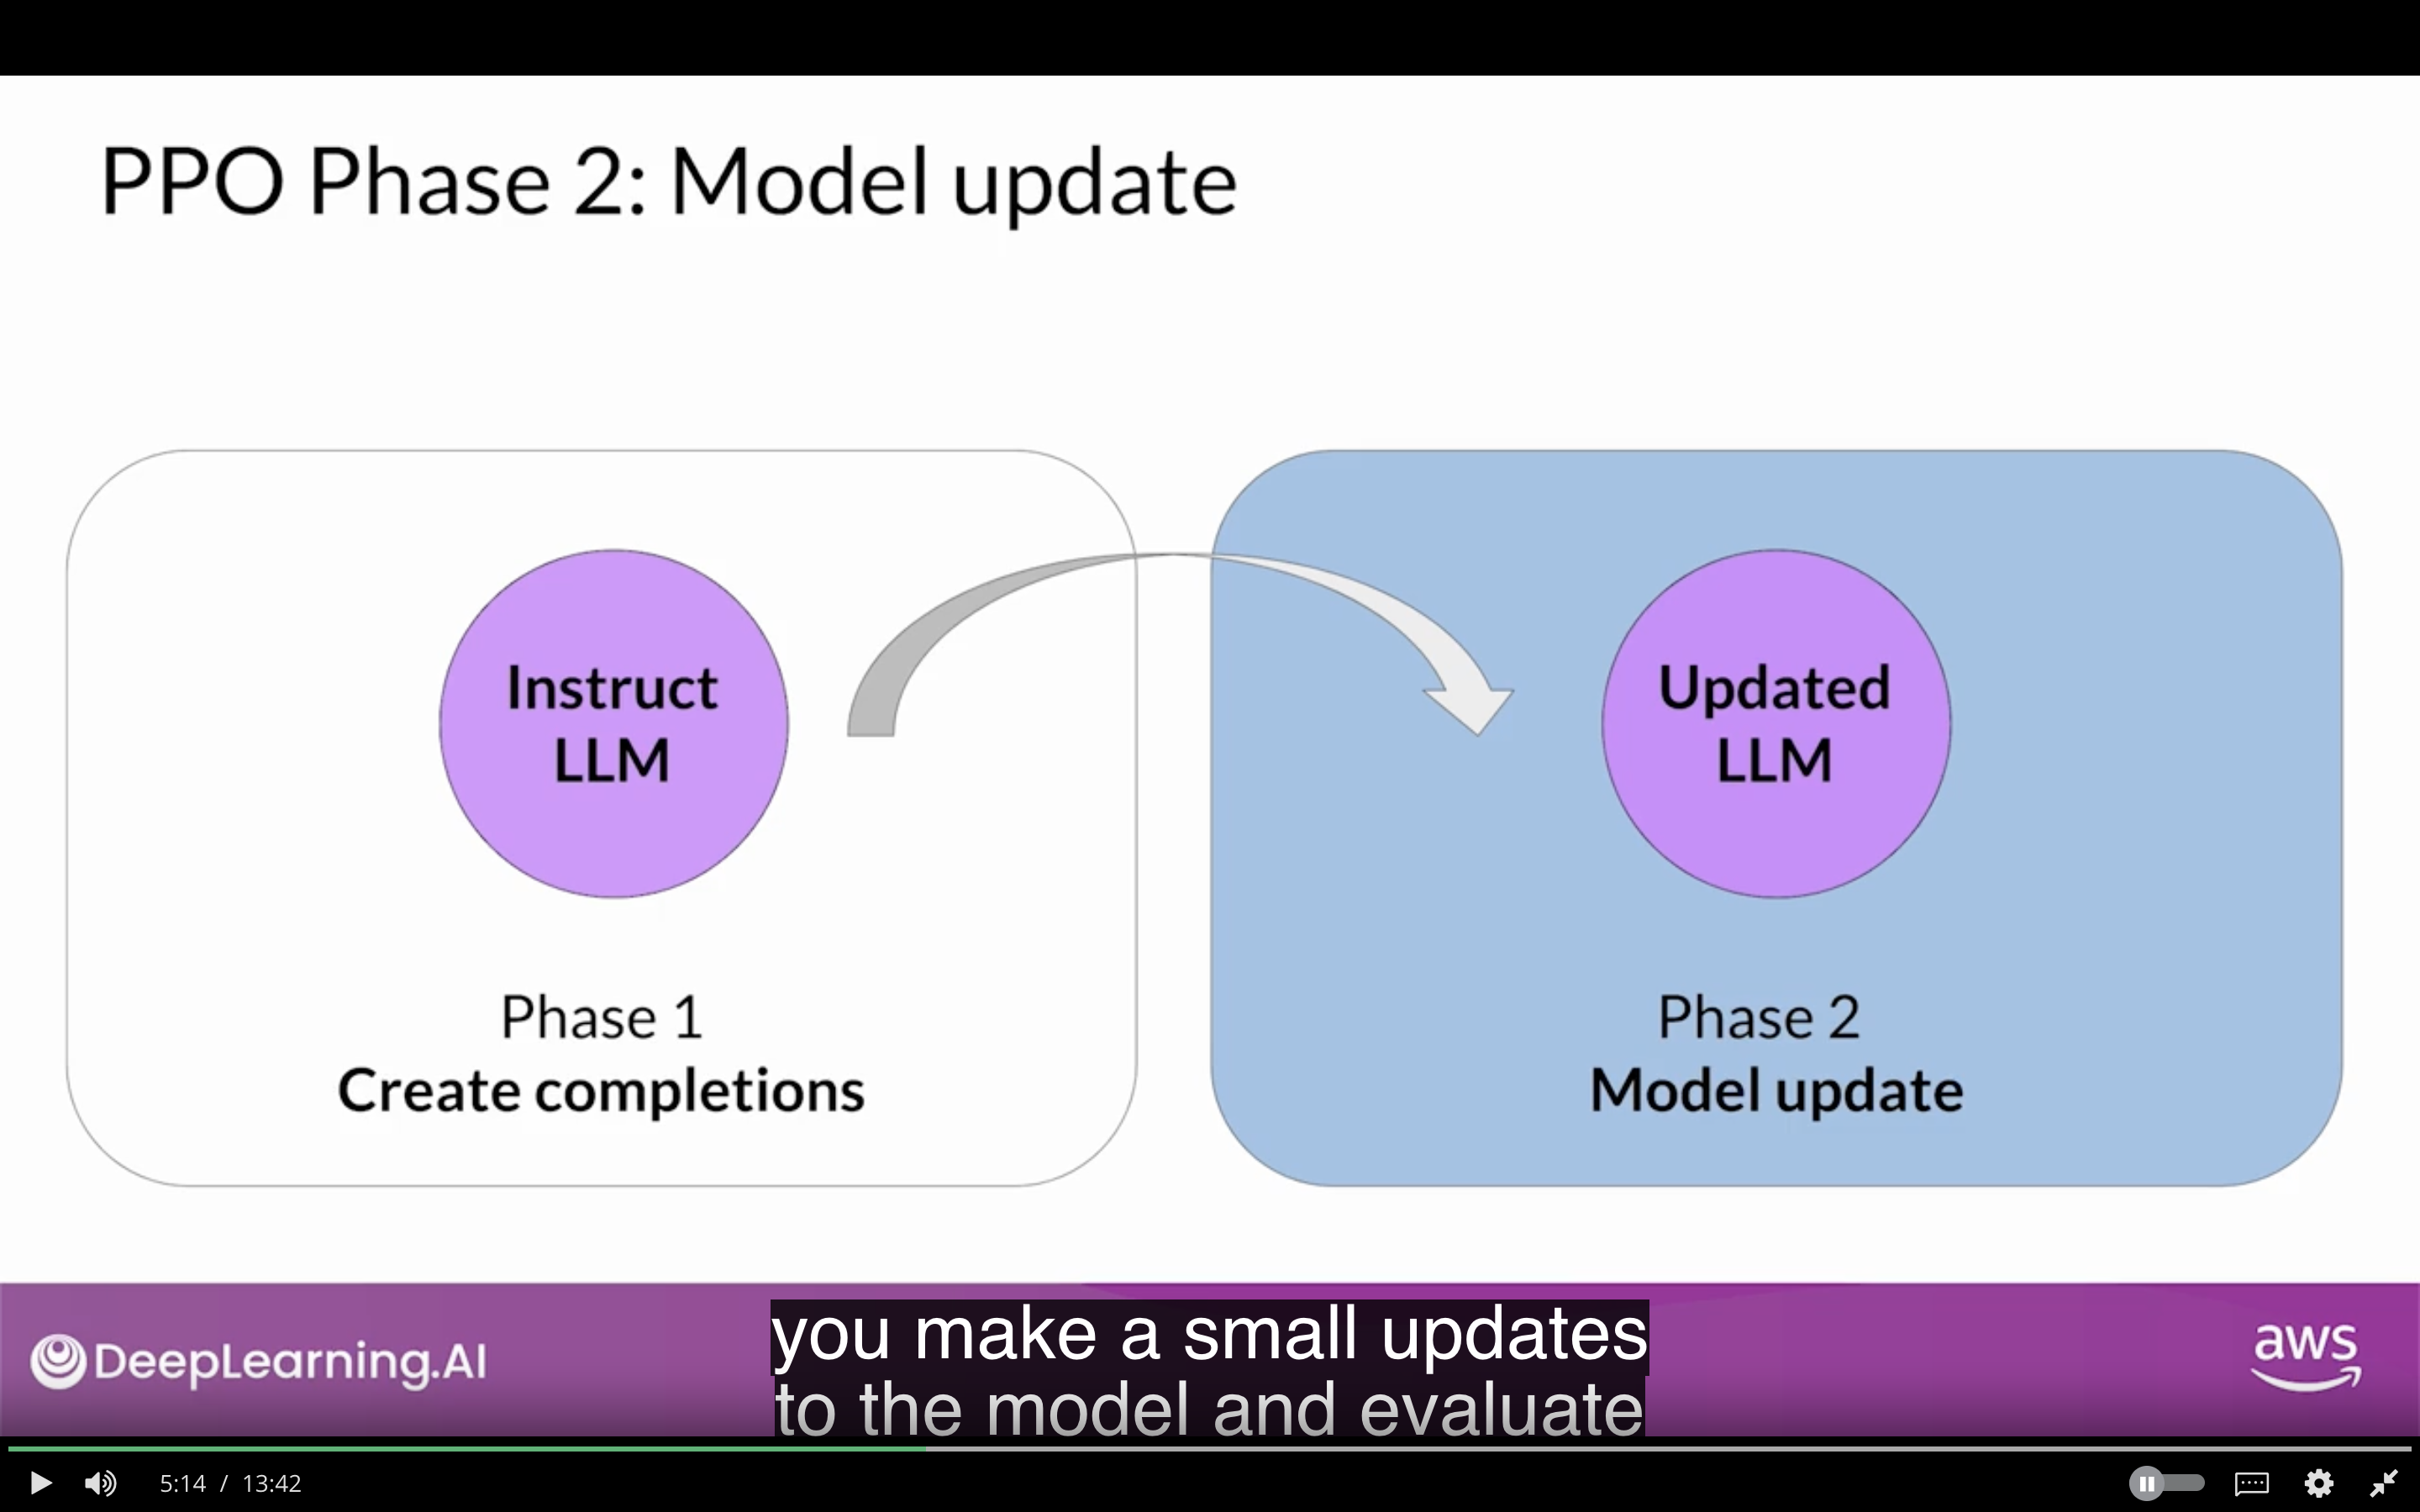 PPO Phase 2: Model update
Instruct
LLM
Phase 1
Create completions
Updated
LLM
Phase 2
Model update
DeepLearning.AI
you make a small updates
to the model and evaluate
aws
5:14 / 13:42